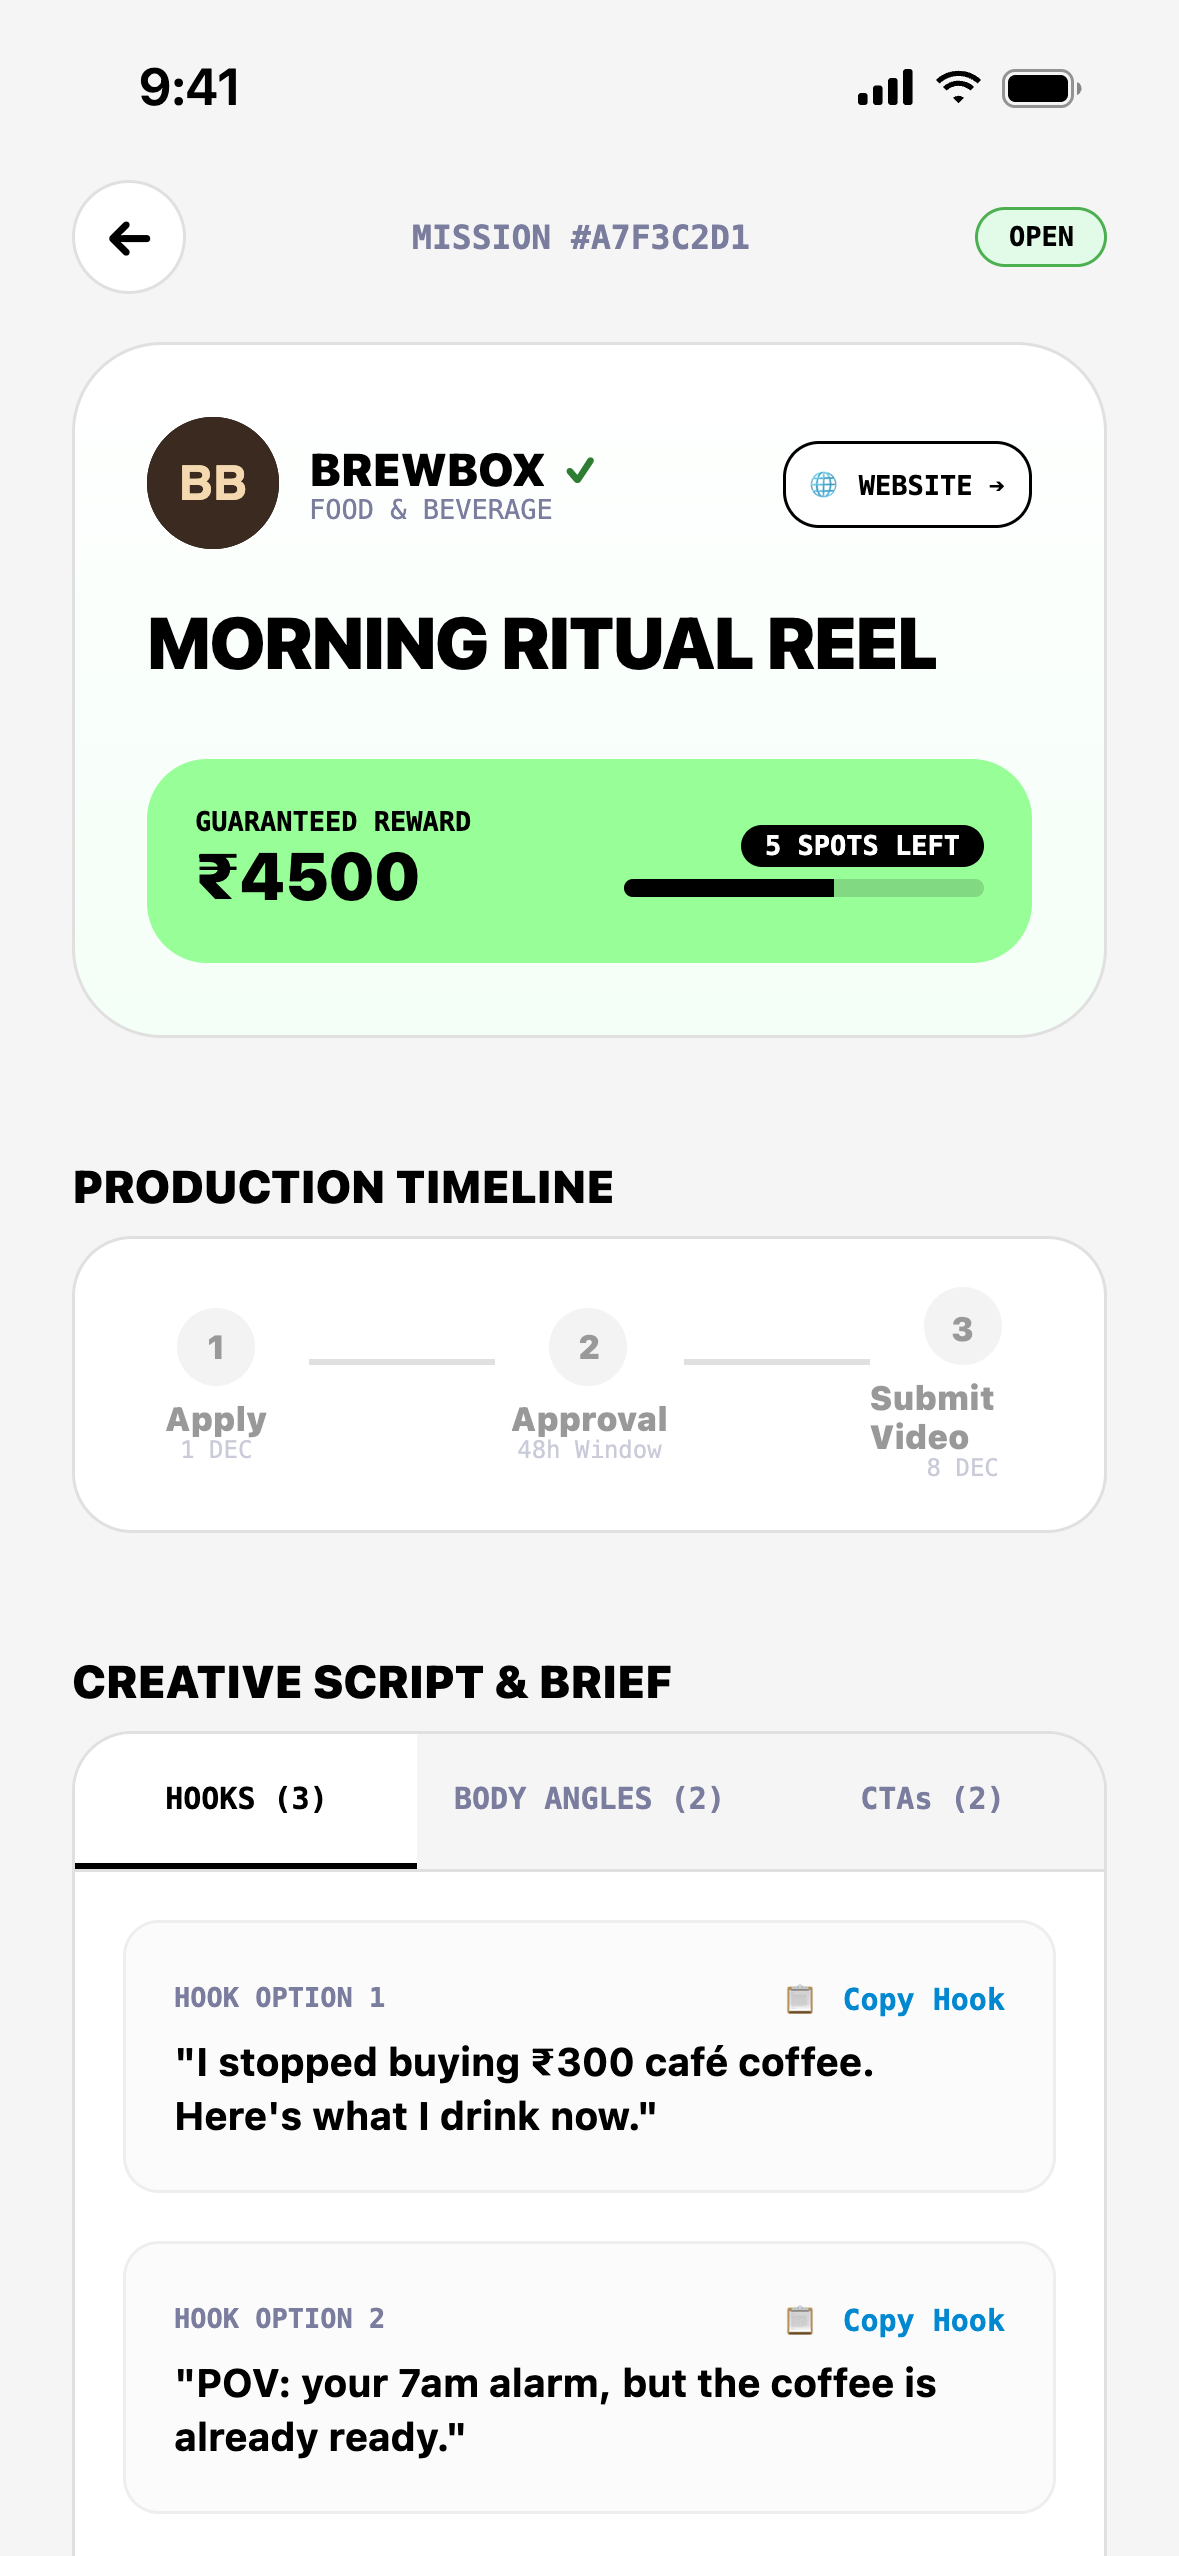 9:41
MISSION #A7F3C2D1
OPEN
BB
BREWBOX ✓
FOOD & BEVERAGE
🌐 WEBSITE →
MORNING RITUAL REEL
GUARANTEED REWARD
₹4500
5 SPOTS LEFT
PRODUCTION TIMELINE
1
Apply
1 DEC
2
Approval
48h Window
3
Submit
Video
8 DEC
CREATIVE SCRIPT & BRIEF
HOOKS (3)
BODY ANGLES (2)
CTAs (2)
HOOK OPTION 1
📋 Copy Hook
"I stopped buying ₹300 café coffee.
Here's what I drink now."
HOOK OPTION 2
📋 Copy Hook
"POV: your 7am alarm, but the coffee is
already ready."